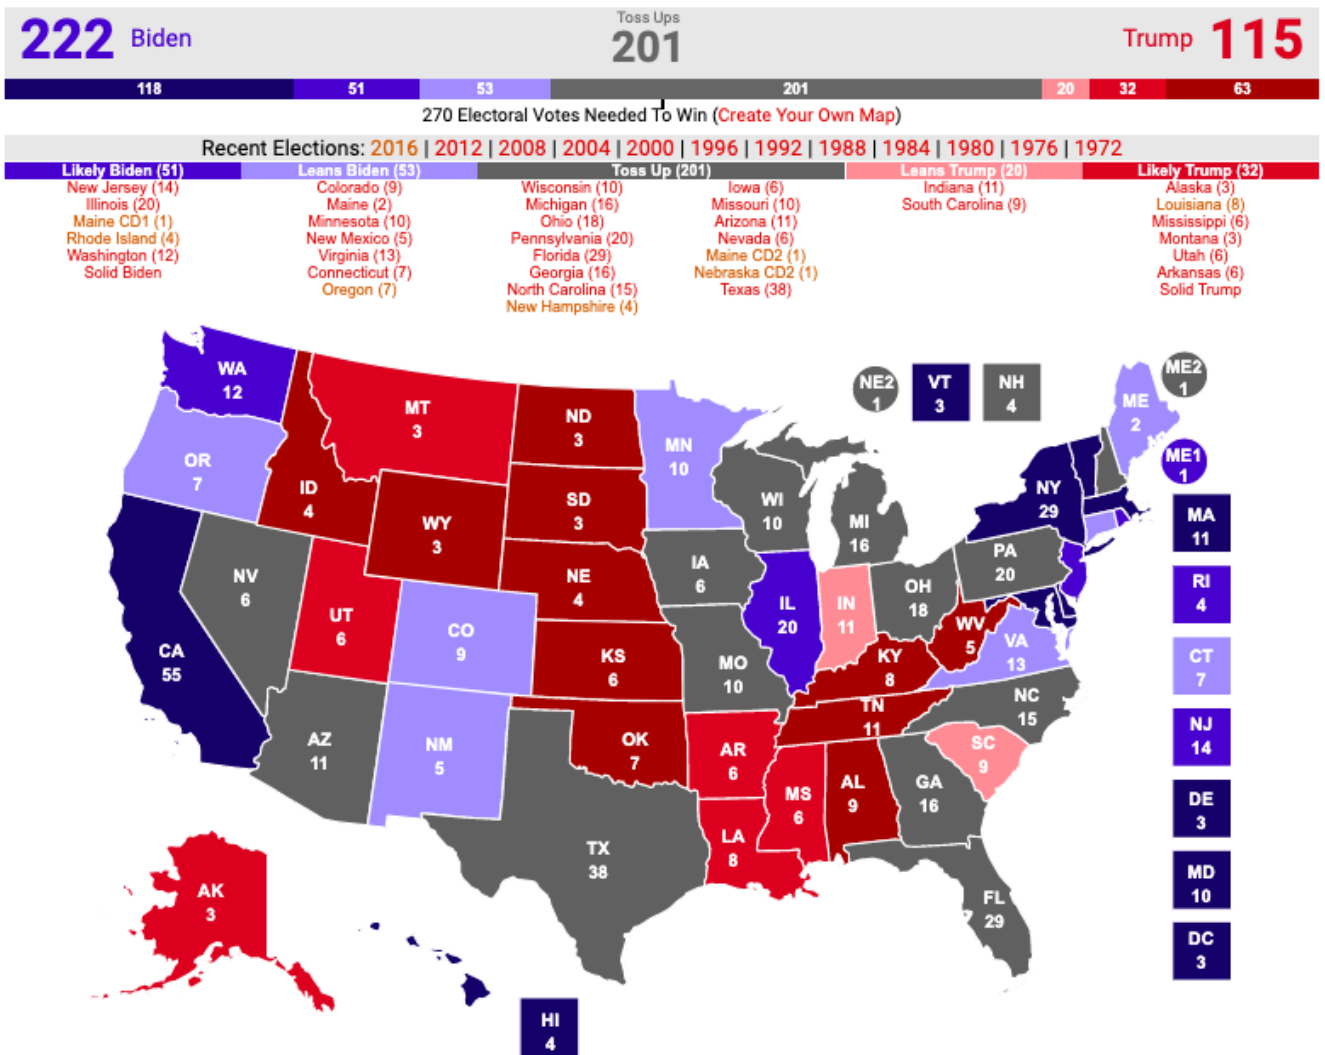 Toss Ups
222 Biden
201
Trump 115
118 51 53 201 20 32 63
270 Electoral Votes Needed To Win (Create Your Own Map)
Recent Elections: 2016 | 2012 | 2008 | 2004 | 2000 | 1996 | 1992 | 1988 | 1984 | 1980 | 1976 | 1972
Likely Biden (51)
New Jersey (14)
Illinois (20)
Maine CD1 (1)
Rhode Island (4)
Washington (12)
Solid Biden
Leans Biden (53)
Colorado (9)
Maine (2)
Minnesota (10)
New Mexico (5)
Virginia (13)
Connecticut (7)
Oregon (7)
Toss Up (201)
Wisconsin (10)
Michigan (16)
Ohio (18)
Pennsylvania (20)
Florida (29)
Georgia (16)
North Carolina (15)
New Hampshire (4)
Iowa (6)
Missouri (10)
Arizona (11)
Nevada (6)
Maine CD2 (1)
Nebraska CD2 (1)
Texas (38)
Leans Trump (20)
Indiana (11)
South Carolina (9)
Likely Trump (32)
Alaska (3)
Louisiana (8)
Mississippi (6)
Montana (3)
Utah (6)
Arkansas (6)
Solid Trump
WA
12
OR
7
CA
55
NV
6
ID
4
MT
3
WY
3
UT
6
AZ
11
CO
9
NM
5
ND
3
SD
3
NE
4
KS
6
OK
7
TX
38
MN
10
IA
6
MO
10
AR
6
LA
8
WI
10
IL
20
MI
16
IN
11
OH
18
KY
8
TN
11
MS
6
AL
9
GA
16
FL
29
SC
9
NC
15
VA
13
WV
5
PA
20
NY
29
ME
2
NE2
1
VT
3
NH
4
ME2
1
ME1
1
MA
11
RI
4
CT
7
NJ
14
DE
3
MD
10
DC
3
AK
3
HI
4